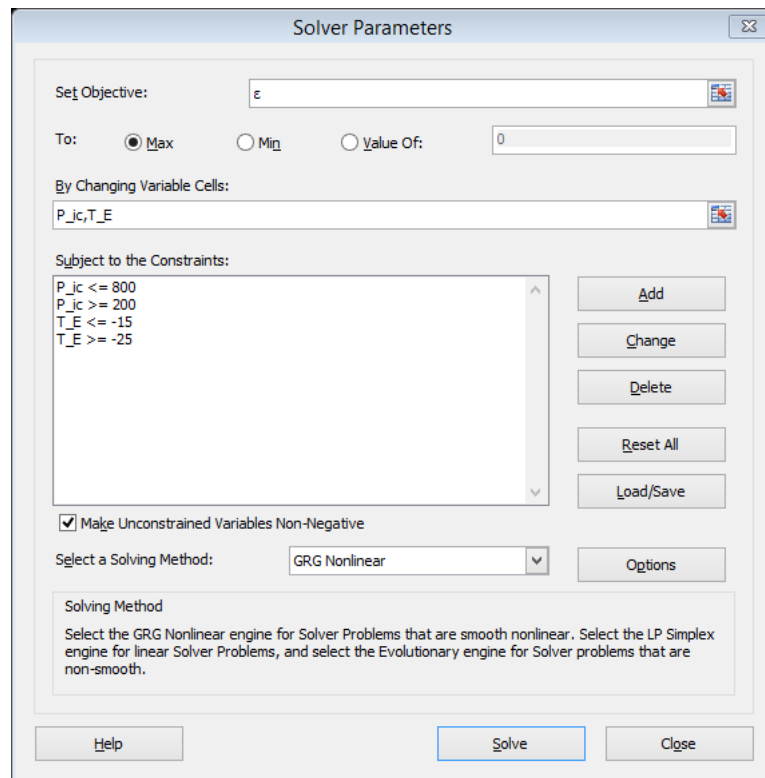 Solver Parameters
Set Objective:
ε
To:
Max
Min
Value Of:
0
By Changing Variable Cells:
P_ic,T_E
Subject to the Constraints:
P_ic <= 800
P_ic >= 200
T_E <= -15
T_E >= -25
Add
Change
Delete
Reset All
Load/Save
Make Unconstrained Variables Non-Negative
Select a Solving Method:
GRG Nonlinear
Options
Solving Method
Select the GRG Nonlinear engine for Solver Problems that are smooth nonlinear. Select the LP Simplex
engine for linear Solver Problems, and select the Evolutionary engine for Solver problems that are
non-smooth.
Help
Solve
Close